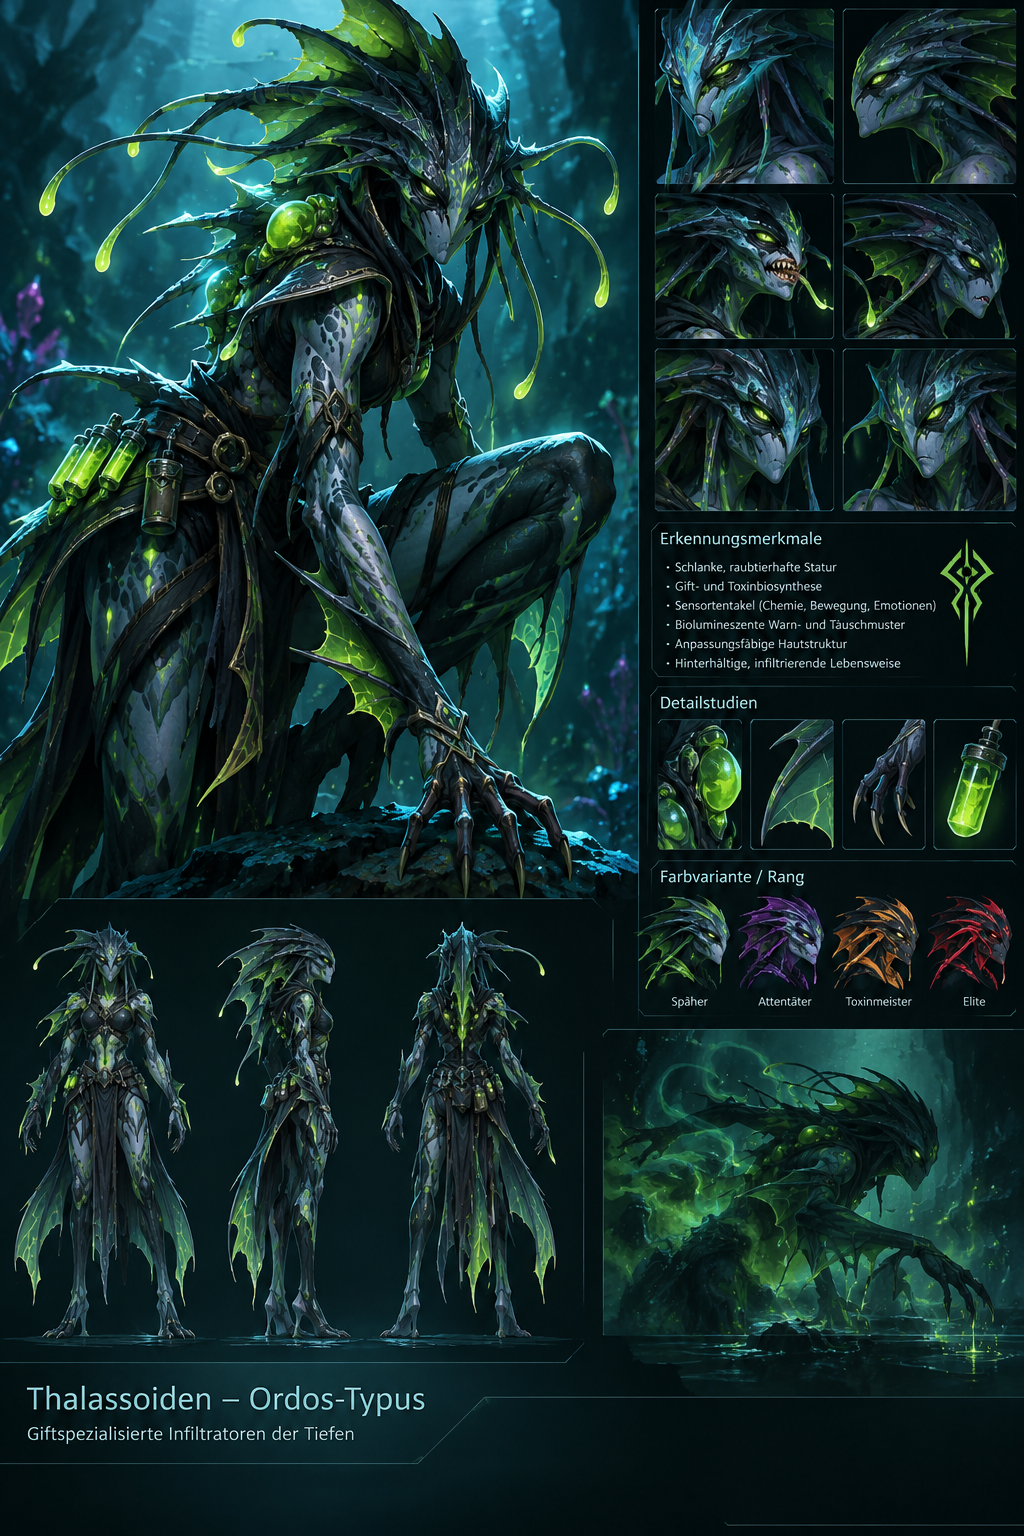 Erkennungsmerkmale
• Schlanke, raubtierhafte Statur
• Gift- und Toxinbiosynthese
• Sensortentakel (Chemie, Bewegung, Emotionen)
• Biolumineszente Warn- und Täuschmuster
• Anpassungsfäbige Hautstruktur
• Hinterhältige, infiltrierende Lebensweise
Detailstudien
Farbvariante / Rang
Späher
Attentäter
Toxinmeister
Elite
Thalassoiden – Ordos-Typus
Giftspezialisierte Infiltratoren der Tiefen